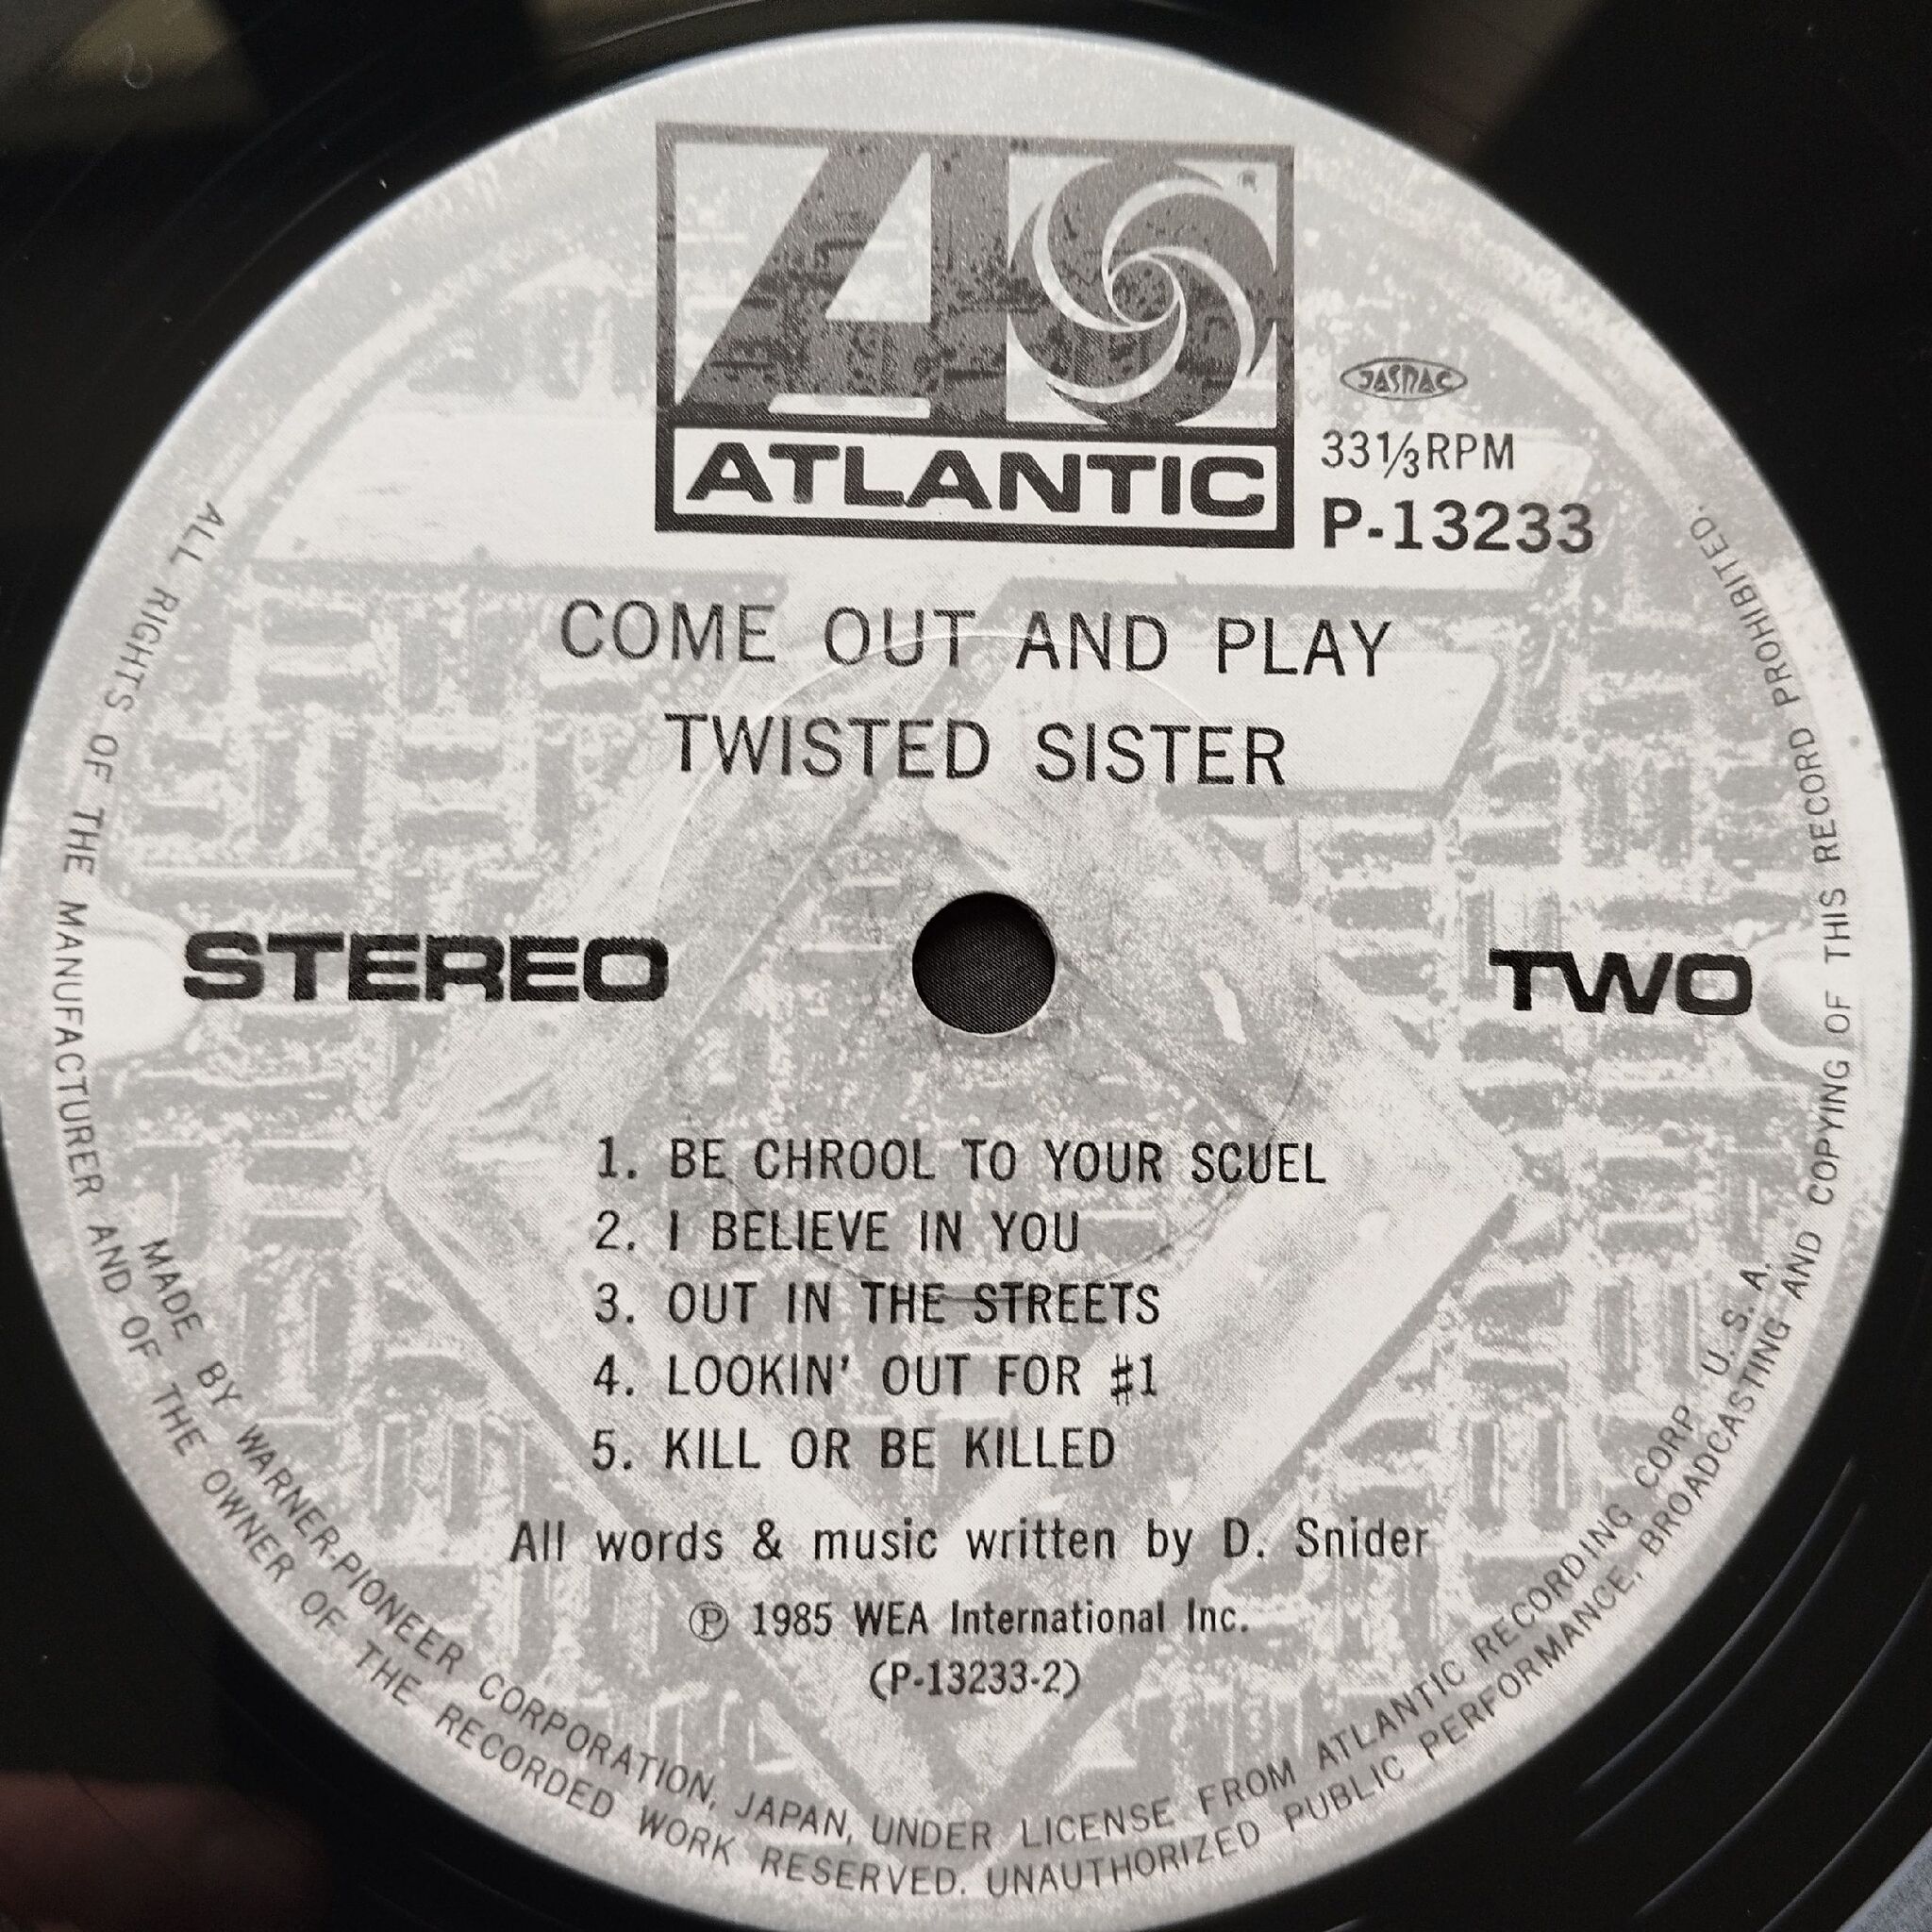 ATLANTIC
JASRAC
33⅓RPM
P-13233
COME OUT AND PLAY
TWISTED SISTER
STEREO
TWO
1. BE CHROOL TO YOUR SCUEL
2. I BELIEVE IN YOU
3. OUT IN THE STREETS
4. LOOKIN' OUT FOR #1
5. KILL OR BE KILLED
All words & music written by D. Snider
Ⓟ 1985 WEA International Inc.
(P-13233-2)
MADE BY WARNER-PIONEER CORPORATION, JAPAN, UNDER LICENSE FROM ATLANTIC RECORDING CORP. U. S. A.
ALL RIGHTS OF THE MANUFACTURER AND OF THE OWNER OF THE RECORDED WORK RESERVED. UNAUTHORIZED PUBLIC PERFORMANCE, BROADCASTING AND COPYING OF THIS RECORD PROHIBITED.